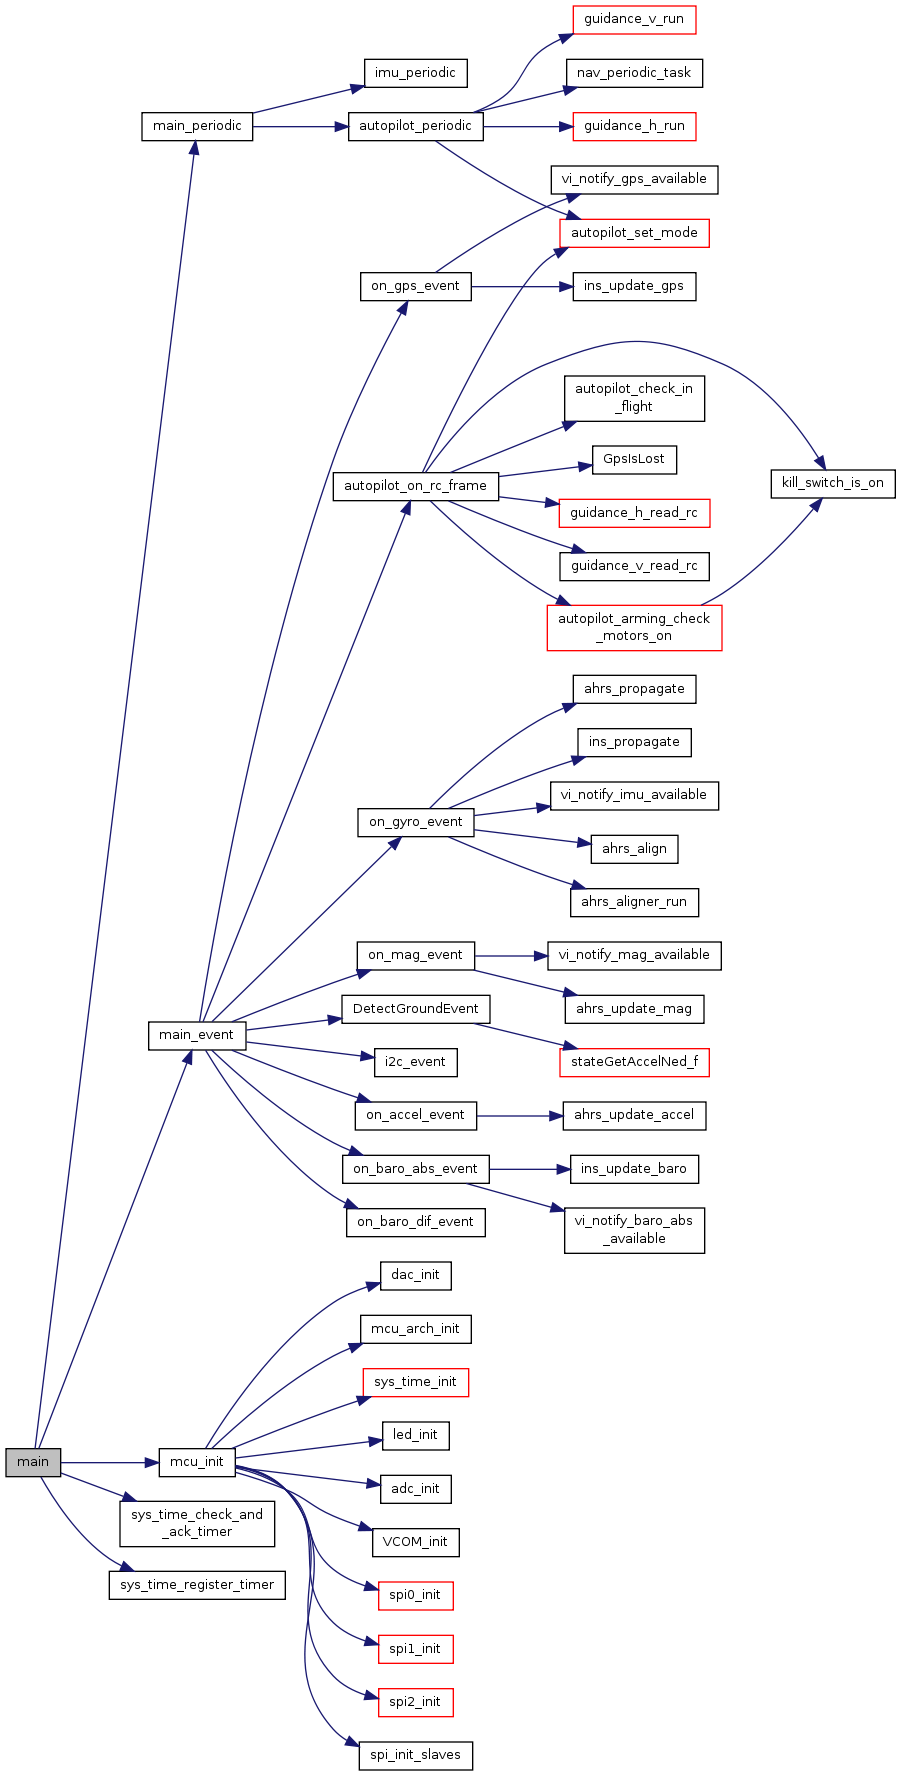 guidance_v_run
imu_periodic
nav_periodic_task
main_periodic
autopilot_periodic
guidance_h_run
vi_notify_gps_available
autopilot_set_mode
on_gps_event
ins_update_gps
autopilot_check_in
_flight
GpsIsLost
autopilot_on_rc_frame
kill_switch_is_on
guidance_h_read_rc
guidance_v_read_rc
autopilot_arming_check
_motors_on
ahrs_propagate
ins_propagate
vi_notify_imu_available
on_gyro_event
ahrs_align
ahrs_aligner_run
on_mag_event
vi_notify_mag_available
DetectGroundEvent
ahrs_update_mag
main_event
i2c_event
stateGetAccelNed_f
on_accel_event
ahrs_update_accel
on_baro_abs_event
ins_update_baro
on_baro_dif_event
vi_notify_baro_abs
_available
dac_init
mcu_arch_init
sys_time_init
led_init
main
mcu_init
adc_init
sys_time_check_and
_ack_timer
VCOM_init
sys_time_register_timer
spi0_init
spi1_init
spi2_init
spi_init_slaves